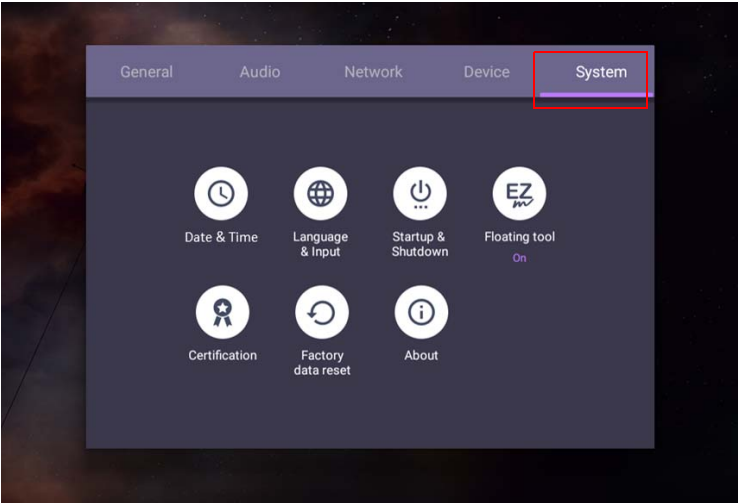 General Audio Network Device System
EZ
Date & Time
Language
& Input
Startup &
Shutdown
Floating tool
On
Certification
Factory
data reset
About